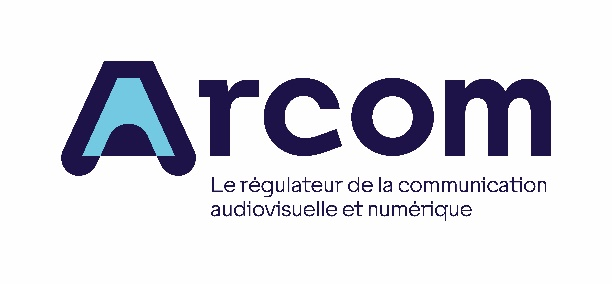 Arcom
Le régulateur de la communication
audiovisuelle et numérique